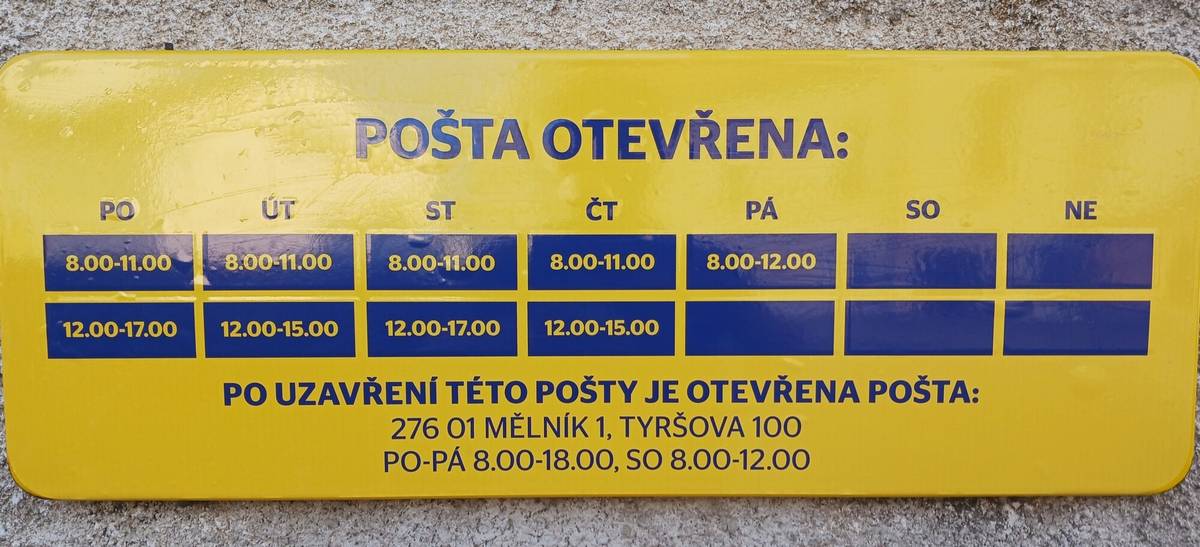 POŠTA OTEVŘENA:
PO ÚT ST ČT PÁ SO NE
8.00-11.00 8.00-11.00 8.00-11.00 8.00-11.00 8.00-12.00
12.00-17.00 12.00-15.00 12.00-17.00 12.00-15.00
PO UZAVŘENÍ TÉTO POŠTY JE OTEVŘENA POŠTA:
276 01 MĚLNÍK 1, TYRŠOVA 100
PO-PÁ 8.00-18.00, SO 8.00-12.00